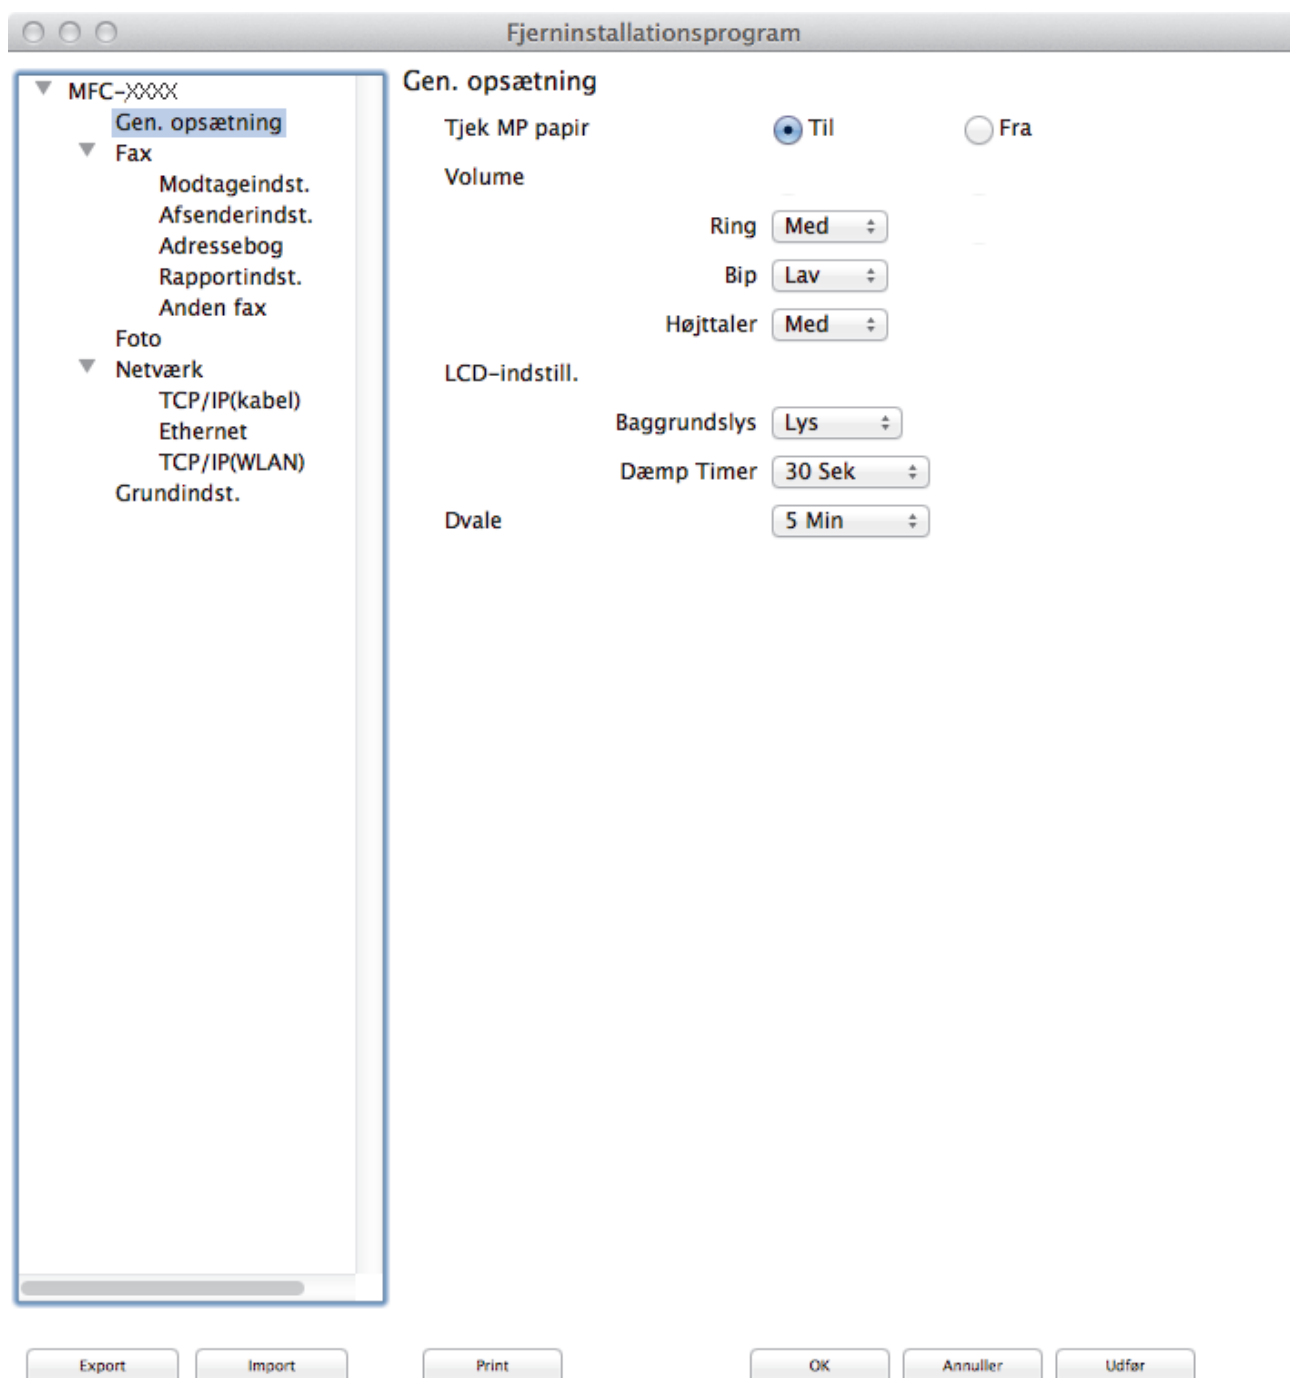 Fjerninstallationsprogram
MFC-XXXX
Gen. opsætning
Fax
Modtageindst.
Afsenderindst.
Adressebog
Rapportindst.
Anden fax
Foto
Netværk
TCP/IP(kabel)
Ethernet
TCP/IP(WLAN)
Grundindst.
Gen. opsætning
Tjek MP papir Til Fra
Volume
Ring Med
Bip Lav
Højttaler Med
LCD-indstill.
Baggrundslys Lys
Dæmp Timer 30 Sek
Dvale 5 Min
Export Import Print OK Annuller Udfør